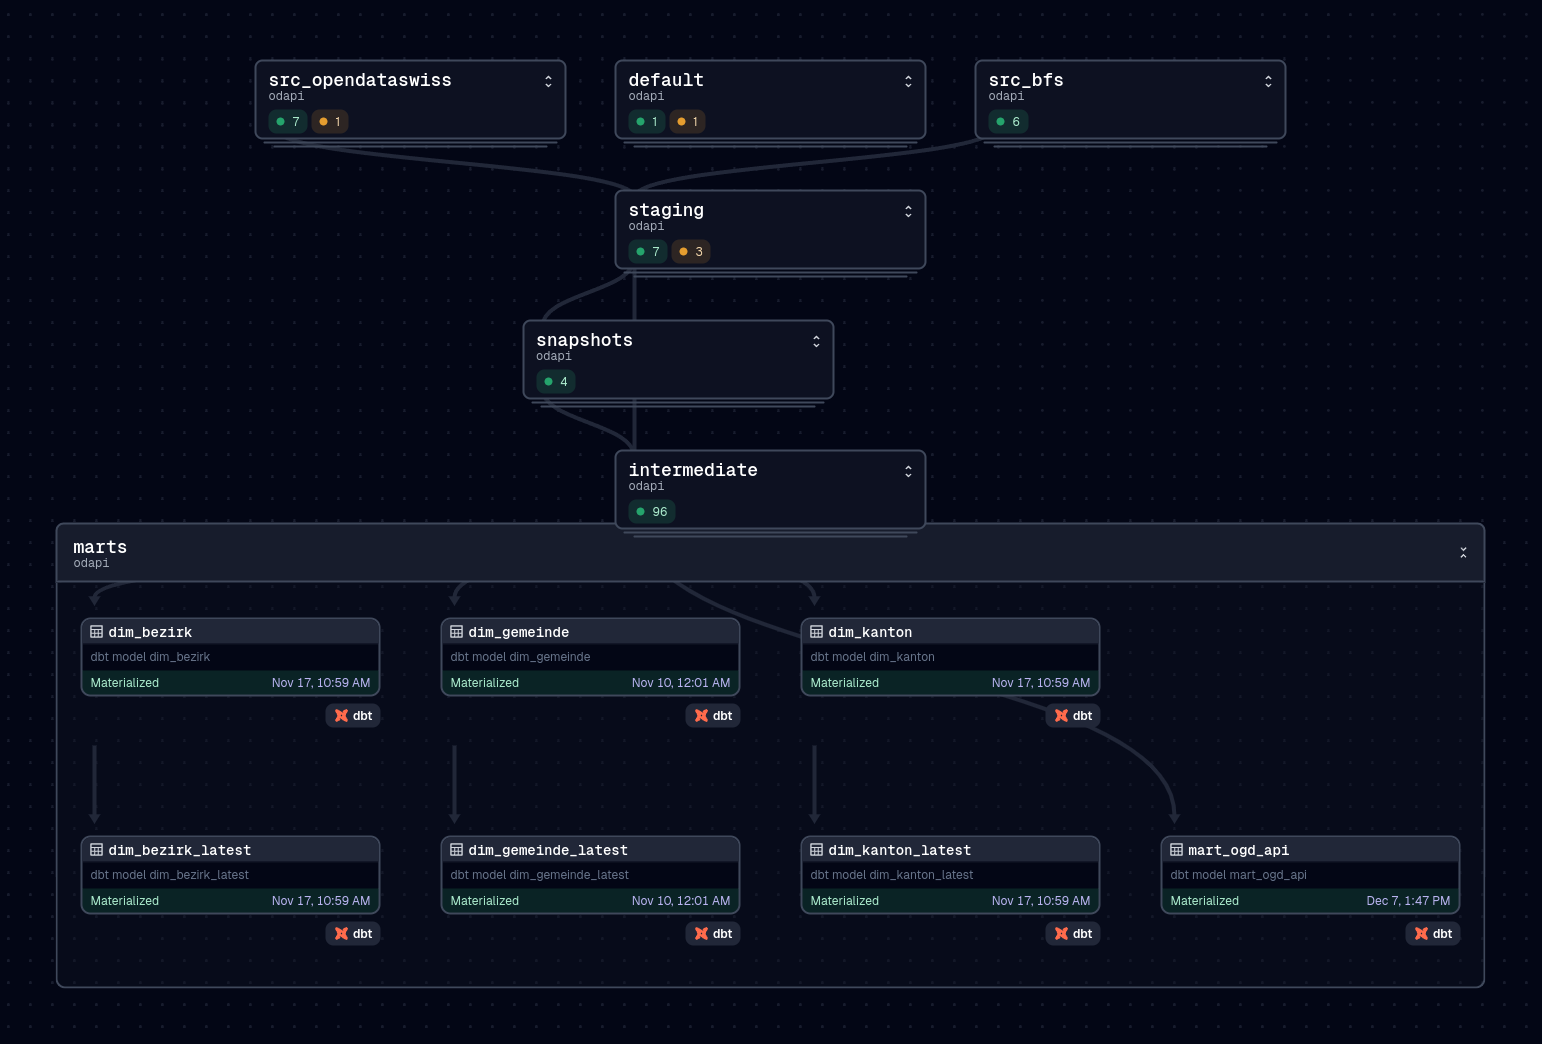 src_opendataswiss
odapi
7 1
default
odapi
1 1
src_bfs
odapi
6
staging
odapi
7 3
snapshots
odapi
4
intermediate
odapi
96
marts
odapi
dim_bezirk
dbt model dim_bezirk
Materialized Nov 17, 10:59 AM
dbt
dim_gemeinde
dbt model dim_gemeinde
Materialized Nov 10, 12:01 AM
dbt
dim_kanton
dbt model dim_kanton
Materialized Nov 17, 10:59 AM
dbt
dim_bezirk_latest
dbt model dim_bezirk_latest
Materialized Nov 17, 10:59 AM
dbt
dim_gemeinde_latest
dbt model dim_gemeinde_latest
Materialized Nov 10, 12:01 AM
dbt
dim_kanton_latest
dbt model dim_kanton_latest
Materialized Nov 17, 10:59 AM
dbt
mart_ogd_api
dbt model mart_ogd_api
Materialized Dec 7, 1:47 PM
dbt